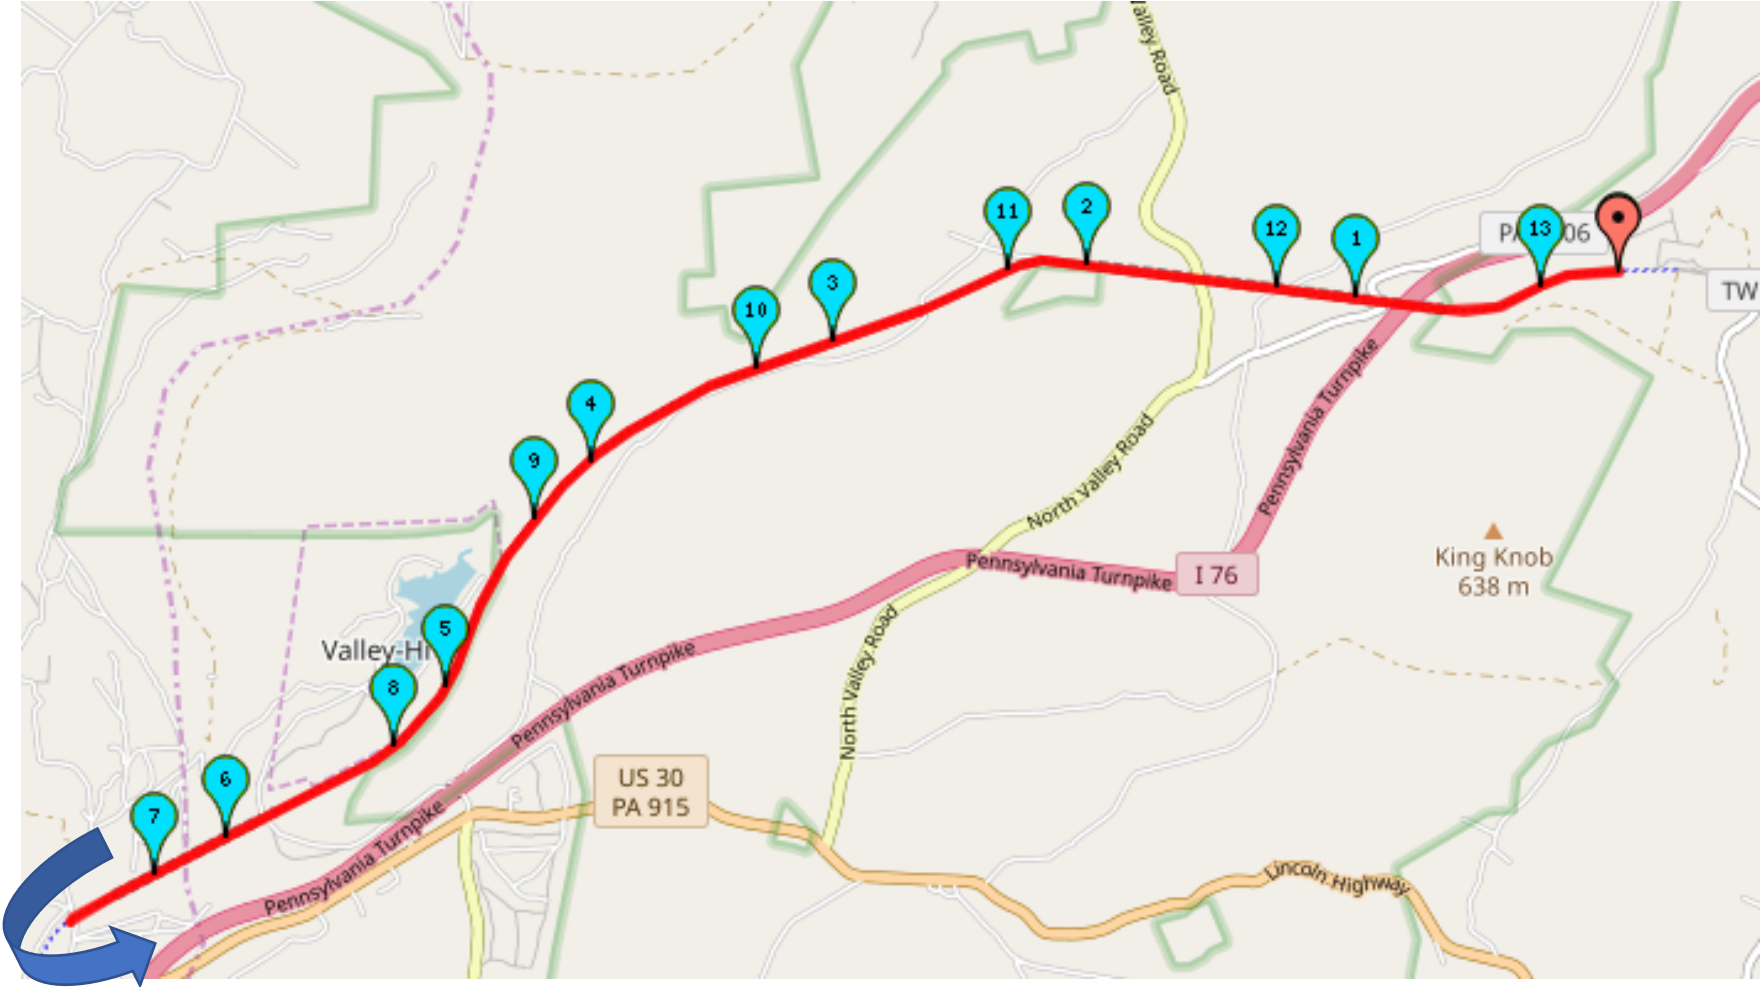 Valley Road
11
2
12
1
PA
13
06
TW
3
10
4
9
Pennsylvania Turnpike
North Valley Road
King Knob
638 m
Pennsylvania Turnpike
I 76
5
8
Pennsylvania Turnpike
North Valley Road
6
7
US 30
PA 915
Pennsylvania Turnpike
Lincoln Highway